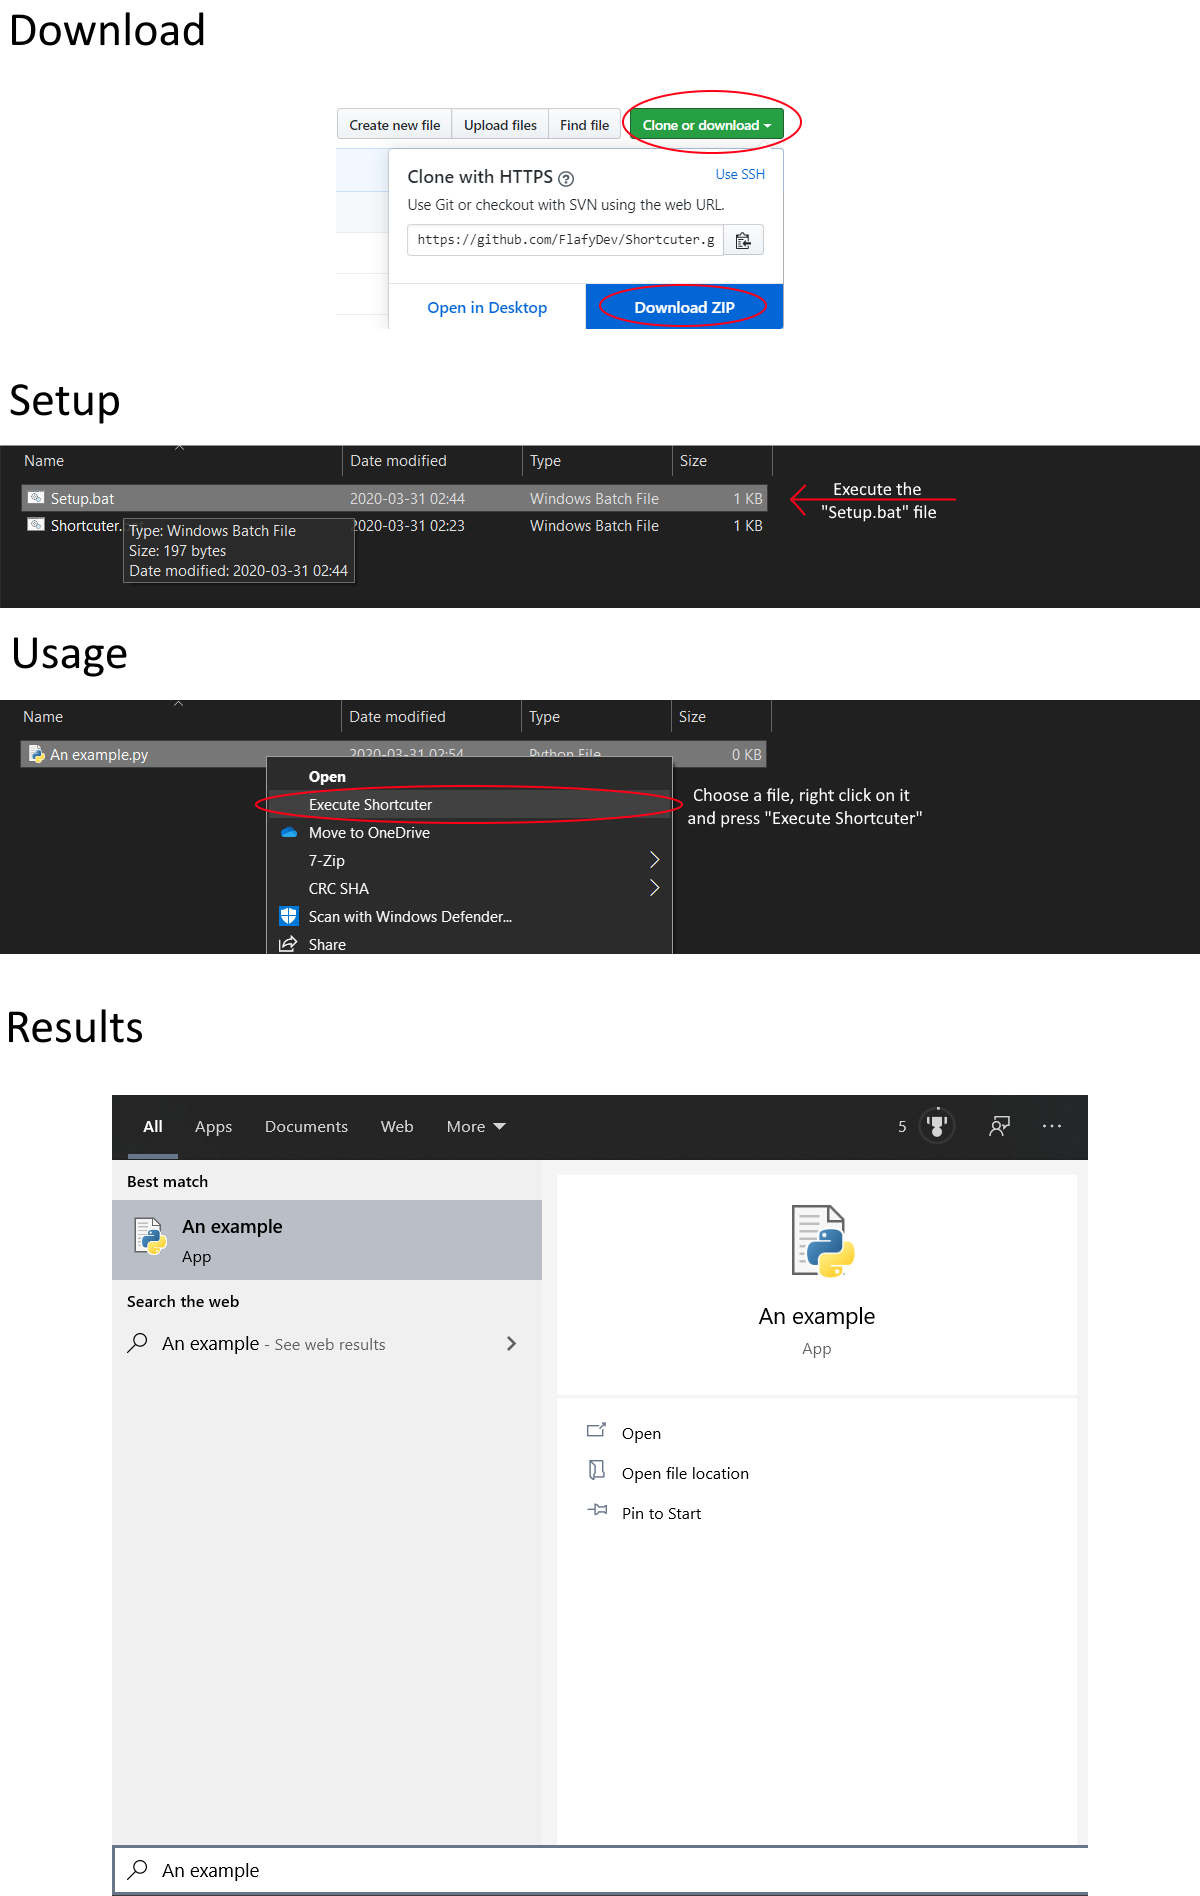 Download
Create new file Upload files Find file Clone or download
Clone with HTTPS ?
Use SSH
Use Git or checkout with SVN using the web URL.
https://github.com/FlafyDev/Shortcuter.g
Open in Desktop Download ZIP
Setup
Name Date modified Type Size
Setup.bat 2020-03-31 02:44 Windows Batch File 1 KB
Shortcuter. 2020-03-31 02:23 Windows Batch File 1 KB
Type: Windows Batch File
Size: 197 bytes
Date modified: 2020-03-31 02:44
Execute the
"Setup.bat" file
Usage
Name Date modified Type Size
An example.py 2020-03-31 02:54 Python File 0 KB
Open
Execute Shortcuter
Move to OneDrive
7-Zip
CRC SHA
Scan with Windows Defender...
Share
Choose a file, right click on it
and press "Execute Shortcuter"
Results
All Apps Documents Web More 5
Best match
An example
App
Search the web
An example - See web results
An example
App
Open
Open file location
Pin to Start
An example